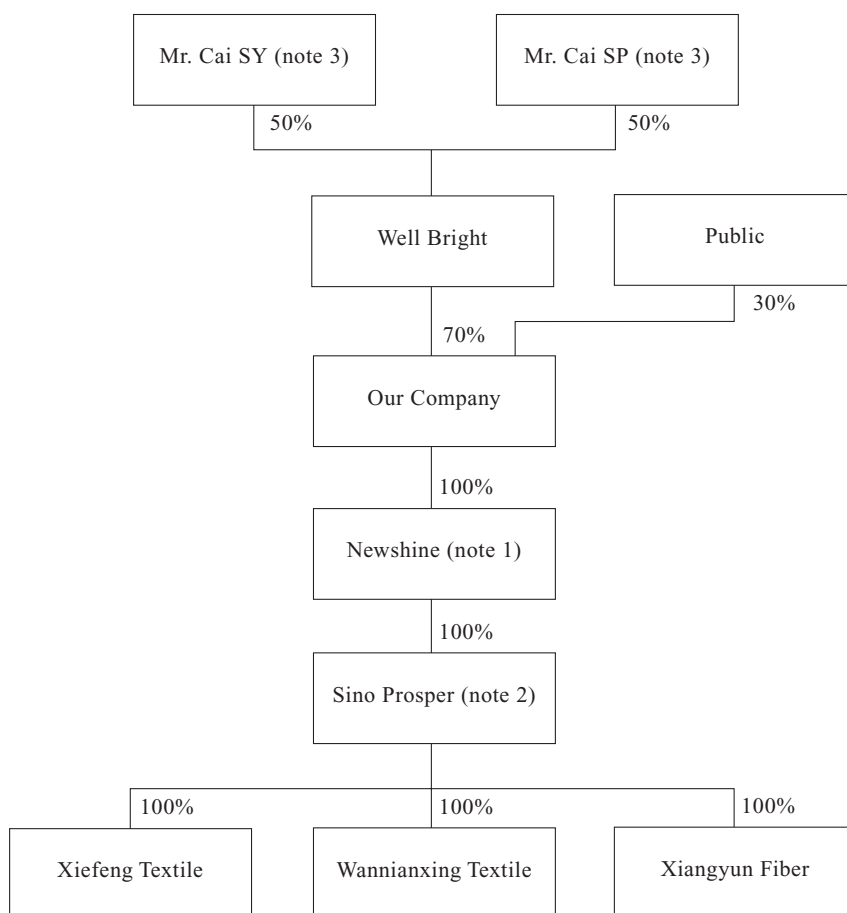 Mr. Cai SY (note 3)
Mr. Cai SP (note 3)
50%
50%
Well Bright
Public
30%
70%
Our Company
100%
Newshine (note 1)
100%
Sino Prosper (note 2)
100%
100%
100%
Xiefeng Textile
Wannianxing Textile
Xiangyun Fiber